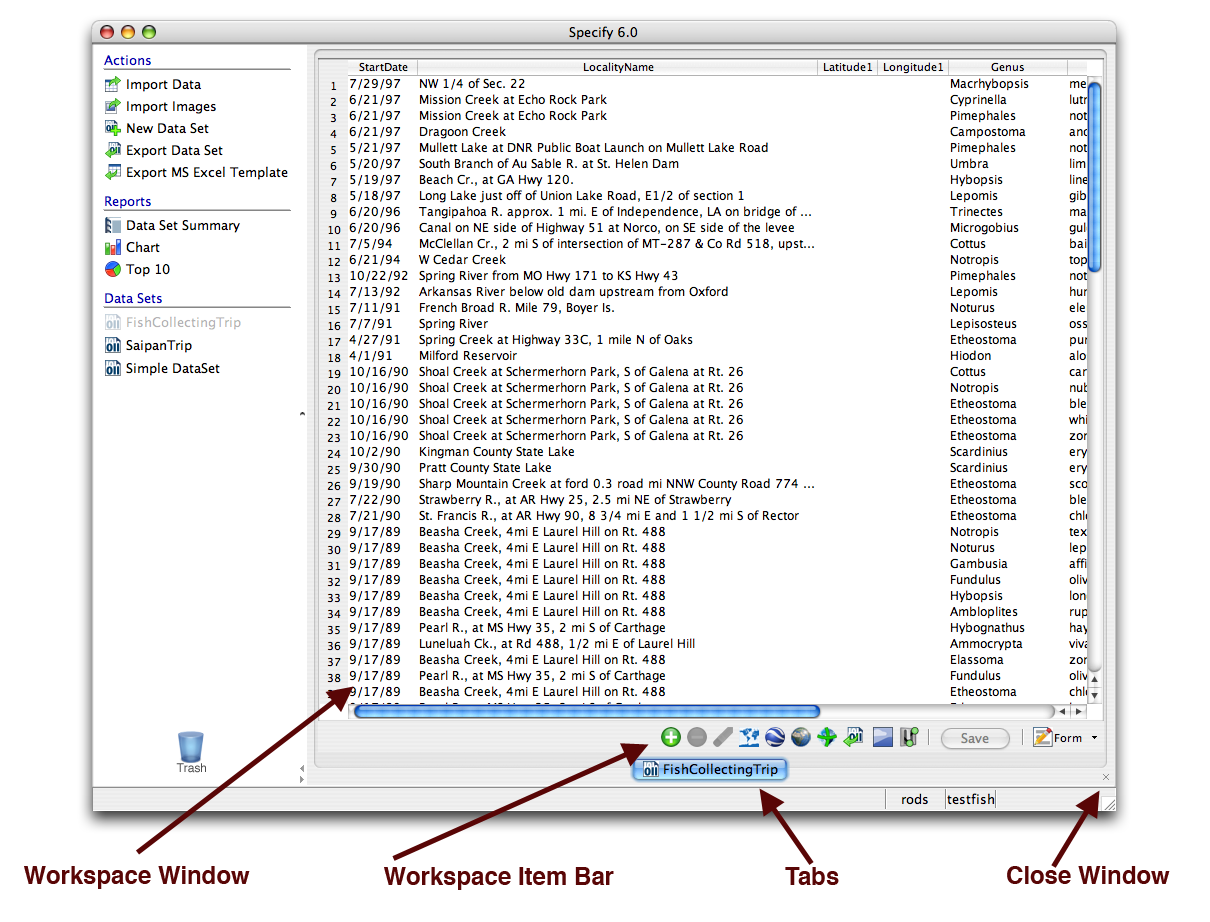 Specify 6.0
Actions
Import Data
Import Images
New Data Set
Export Data Set
Export MS Excel Template
Reports
Data Set Summary
Chart
Top 10
Data Sets
FishCollectingTrip
SaipanTrip
Simple DataSet
Trash
StartDate LocalityName Latitude1 Longitude1 Genus
1 7/29/97 NW 1/4 of Sec. 22 Macrhybopsis me
2 6/21/97 Mission Creek at Echo Rock Park Cyprinella lutr
3 6/21/97 Mission Creek at Echo Rock Park Pimephales not
4 6/21/97 Dragoon Creek Campostoma ano
5 5/21/97 Mullett Lake at DNR Public Boat Launch on Mullett Lake Road Pimephales not
6 5/20/97 South Branch of Au Sable R. at St. Helen Dam Umbra lim
7 5/19/97 Beach Cr., at GA Hwy 120. Hybopsis line
8 5/18/97 Long Lake just off of Union Lake Road, E1/2 of section 1 Lepomis gib
9 6/20/96 Tangipahoa R. approx. 1 mi. E of Independence, LA on bridge of ... Trinectes ma
10 6/20/96 Canal on NE side of Highway 51 at Norco, on SE side of the levee Microgobius gul
11 7/5/94 McClellan Cr., 2 mi S of intersection of MT-287 & Co Rd 518, upst... Cottus bai
12 6/21/94 W Cedar Creek Notropis top
13 10/22/92 Spring River from MO Hwy 171 to KS Hwy 43 Pimephales not
14 7/13/92 Arkansas River below old dam upstream from Oxford Lepomis hur
15 7/11/91 French Broad R. Mile 79, Boyer Is. Noturus ele
16 7/7/91 Spring River Lepisosteus oss
17 4/27/91 Spring Creek at Highway 33C, 1 mile N of Oaks Etheostoma pur
18 4/1/91 Milford Reservoir Hiodon alo
19 10/16/90 Shoal Creek at Schermerhorn Park, S of Galena at Rt. 26 Cottus car
20 10/16/90 Shoal Creek at Schermerhorn Park, S of Galena at Rt. 26 Notropis nub
21 10/16/90 Shoal Creek at Schermerhorn Park, S of Galena at Rt. 26 Etheostoma ble
22 10/16/90 Shoal Creek at Schermerhorn Park, S of Galena at Rt. 26 Etheostoma whi
23 10/16/90 Shoal Creek at Schermerhorn Park, S of Galena at Rt. 26 Etheostoma zor
24 10/2/90 Kingman County State Lake Scardinius ery
25 9/30/90 Pratt County State Lake Scardinius ery
26 9/19/90 Sharp Mountain Creek at ford 0.3 road mi NNW County Road 774 ... Etheostoma sco
27 7/22/90 Strawberry R., at AR Hwy 25, 2.5 mi NE of Strawberry Etheostoma ble
28 7/21/90 St. Francis R., at AR Hwy 90, 8 3/4 mi E and 1 1/2 mi S of Rector Etheostoma chl
29 9/17/89 Beasha Creek, 4mi E Laurel Hill on Rt. 488 Notropis tex
30 9/17/89 Beasha Creek, 4mi E Laurel Hill on Rt. 488 Noturus lep
31 9/17/89 Beasha Creek, 4mi E Laurel Hill on Rt. 488 Gambusia affi
32 9/17/89 Beasha Creek, 4mi E Laurel Hill on Rt. 488 Fundulus oliv
33 9/17/89 Beasha Creek, 4mi E Laurel Hill on Rt. 488 Hybopsis lon
34 9/17/89 Beasha Creek, 4mi E Laurel Hill on Rt. 488 Ambloplites rup
35 9/17/89 Pearl R., at MS Hwy 35, 2 mi S of Carthage Hybognathus hay
36 9/17/89 Luneluah Ck., at Rd 488, 1/2 mi E of Laurel Hill Ammocrypta viva
37 9/17/89 Beasha Creek, 4mi E Laurel Hill on Rt. 488 Elassoma zor
38 9/17/89 Pearl R., at MS Hwy 35, 2 mi S of Carthage Fundulus oliv
9/17/89 Beasha Creek, 4mi E Laurel Hill on Rt. 488 Etheostoma chl
Save Form
FishCollectingTrip
rods testfish
Workspace Window Workspace Item Bar Tabs Close Window